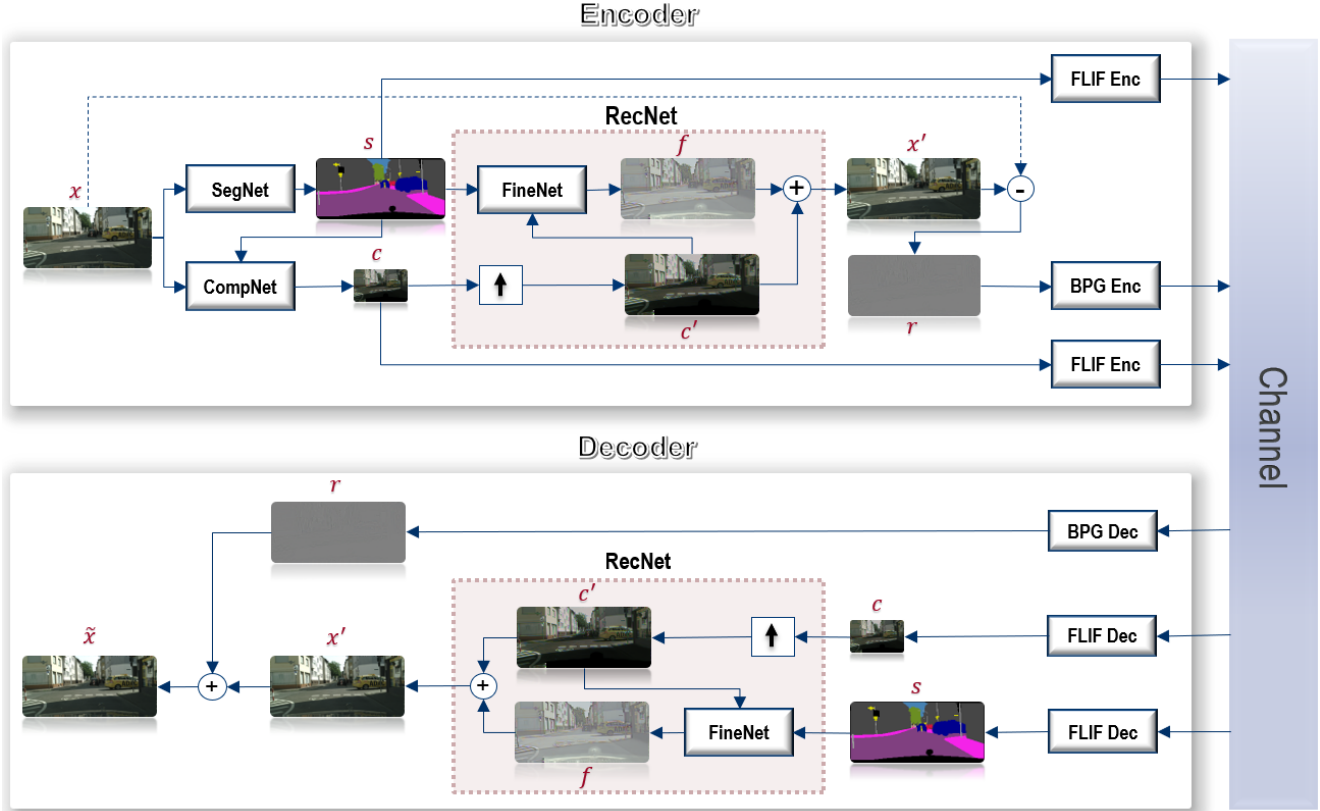 Encoder
FLIF Enc
RecNet
s
f
x′
x
SegNet
FineNet
+
-
CompNet
c
c′
BPG Enc
r
FLIF Enc
Channel
Decoder
r
BPG Dec
RecNet
c′
c
FLIF Dec
x̃
x′
+
+
s
FineNet
FLIF Dec
f